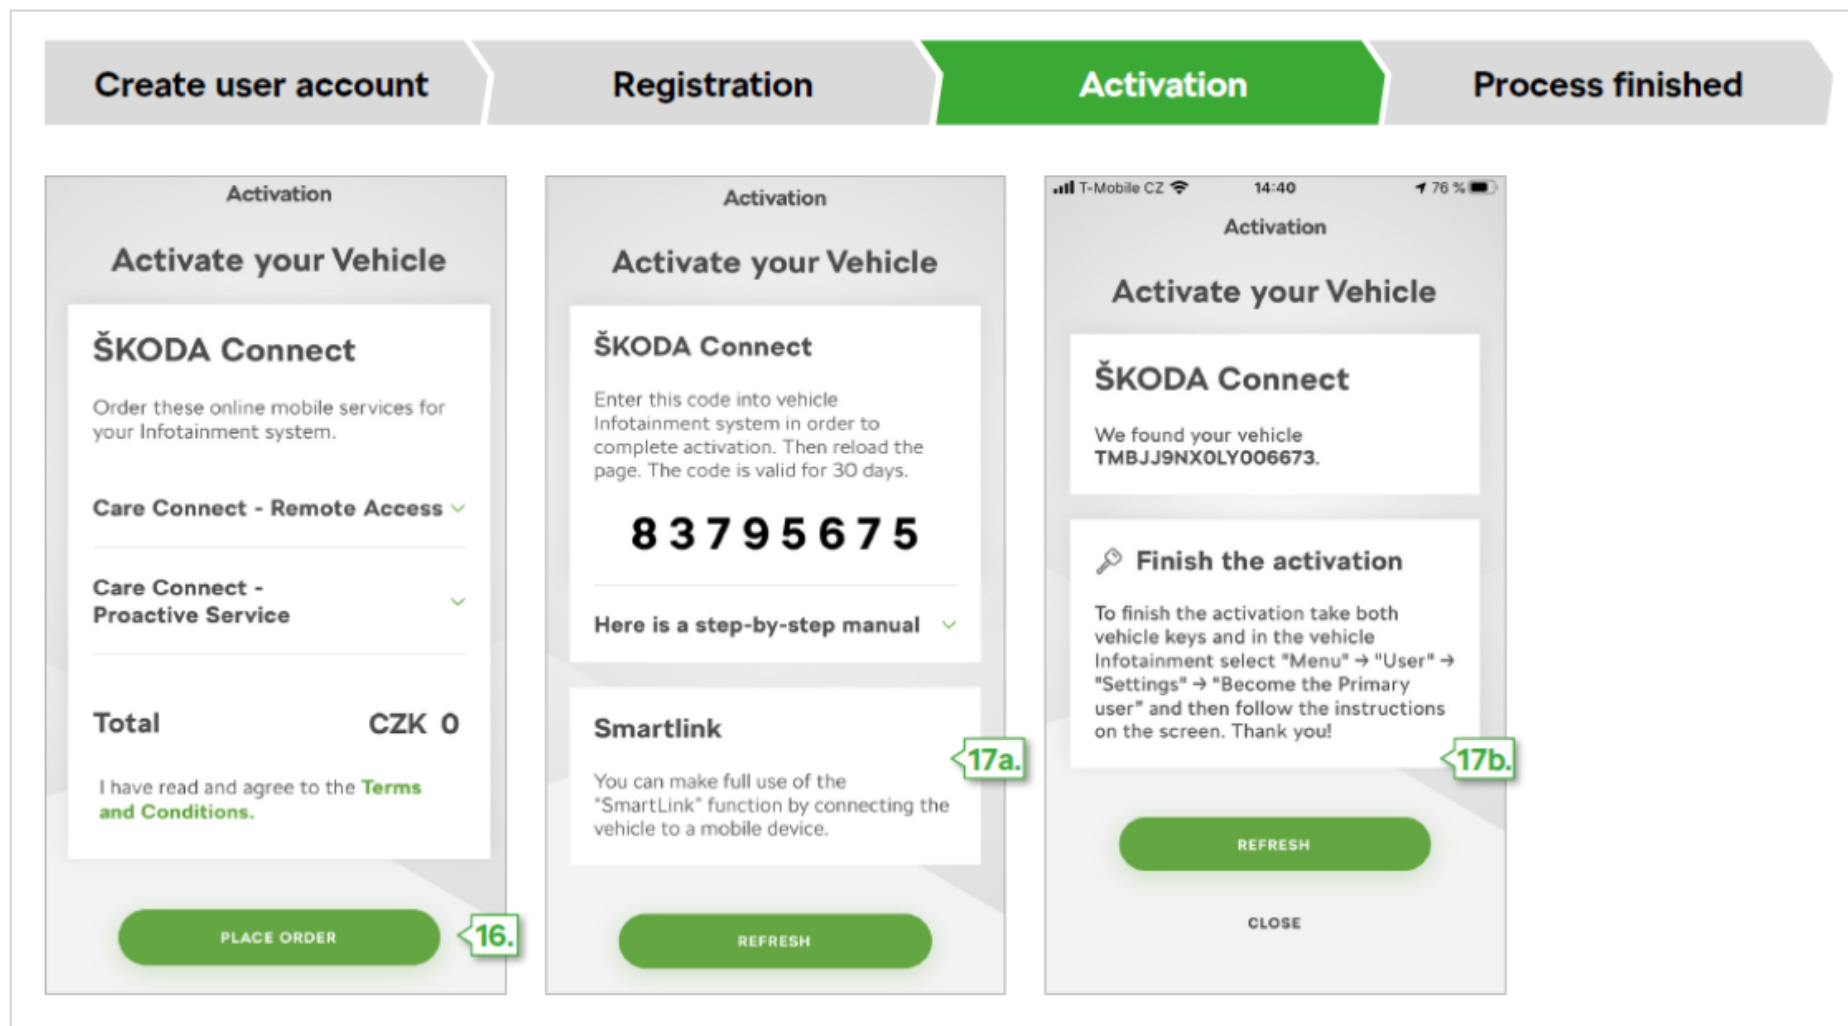 Create user account
Registration
Activation
Process finished
Activation
Activate your Vehicle
ŠKODA Connect
Order these online mobile services for
your Infotainment system.
Care Connect - Remote Access
Care Connect -
Proactive Service
Total CZK 0
I have read and agree to the Terms
and Conditions.
PLACE ORDER
16.
Activation
Activate your Vehicle
ŠKODA Connect
Enter this code into vehicle
Infotainment system in order to
complete activation. Then reload the
page. The code is valid for 30 days.
83795675
Here is a step-by-step manual
Smartlink
You can make full use of the
"SmartLink" function by connecting the
vehicle to a mobile device.
17a.
REFRESH
T-Mobile CZ 14:40 76 %
Activation
Activate your Vehicle
ŠKODA Connect
We found your vehicle
TMBJJ9NX0LY006673.
Finish the activation
To finish the activation take both
vehicle keys and in the vehicle
Infotainment select "Menu" → "User" →
"Settings" → "Become the Primary
user" and then follow the instructions
on the screen. Thank you!
17b.
REFRESH
CLOSE